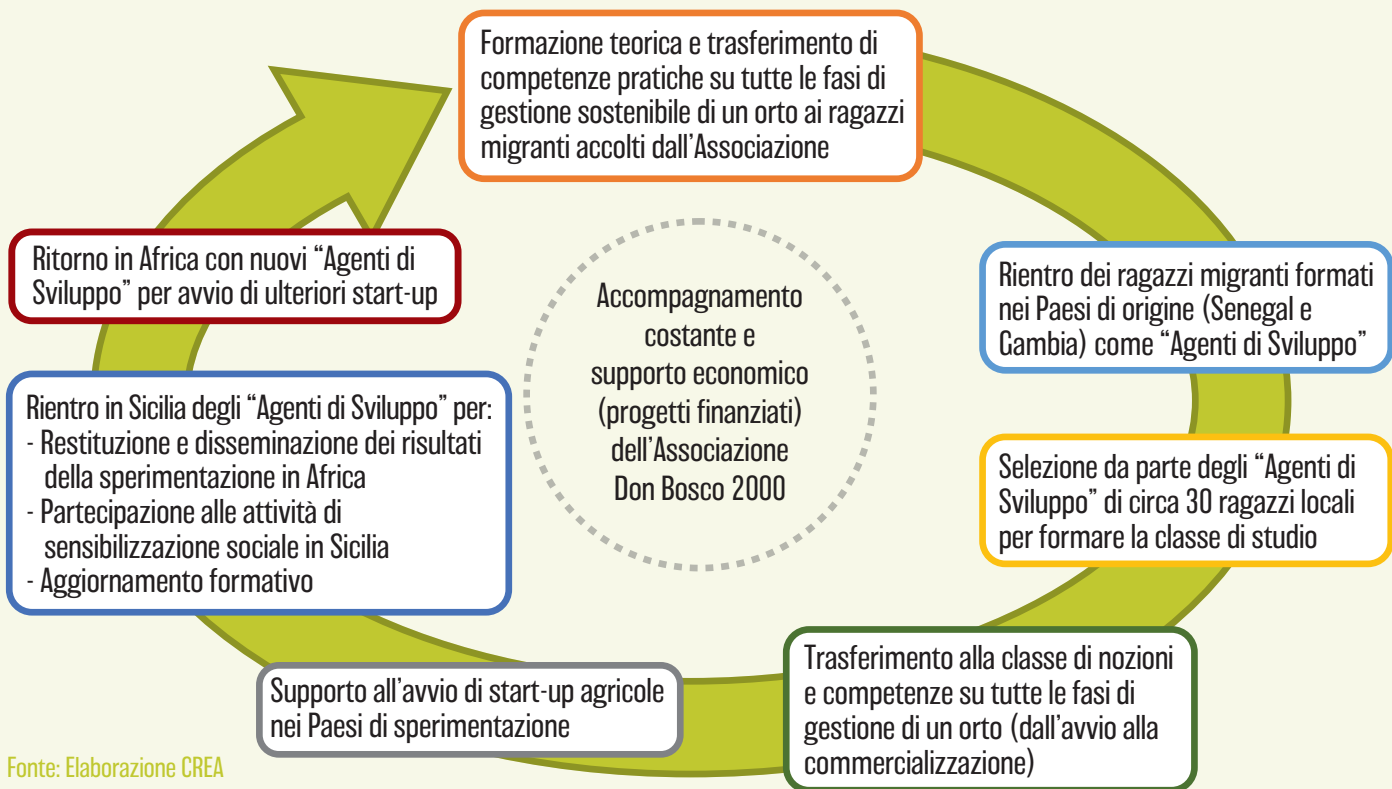 Formazione teorica e trasferimento di
competenze pratiche su tutte le fasi di
gestione sostenibile di un orto ai ragazzi
migranti accolti dall'Associazione
Rientro dei ragazzi migranti formati
nei Paesi di origine (Senegal e
Gambia) come “Agenti di Sviluppo”
Selezione da parte degli “Agenti di
Sviluppo” di circa 30 ragazzi locali
per formare la classe di studio
Trasferimento alla classe di nozioni
e competenze su tutte le fasi di
gestione di un orto (dall'avvio alla
commercializzazione)
Supporto all'avvio di start-up agricole
nei Paesi di sperimentazione
Rientro in Sicilia degli “Agenti di Sviluppo” per:
- Restituzione e disseminazione dei risultati
della sperimentazione in Africa
- Partecipazione alle attività di
sensibilizzazione sociale in Sicilia
- Aggiornamento formativo
Ritorno in Africa con nuovi “Agenti di
Sviluppo” per avvio di ulteriori start-up
Accompagnamento
costante e
supporto economico
(progetti finanziati)
dell'Associazione
Don Bosco 2000
Fonte: Elaborazione CREA